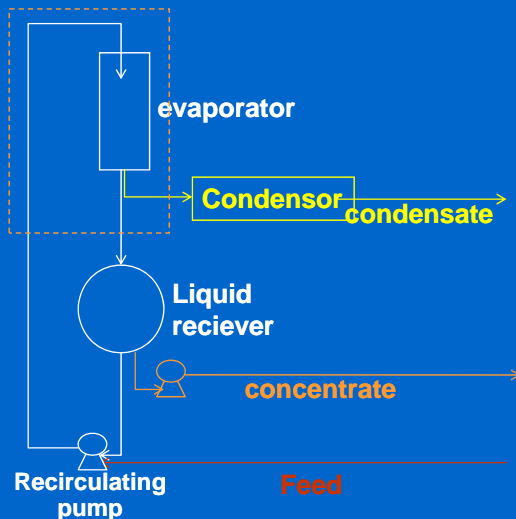 evaporator
Condensor
condensate
Liquid
reciever
concentrate
Recirculating
pump
Feed